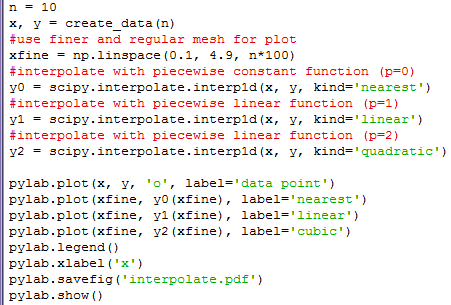 n = 10
x, y = create_data(n)
#use finer and regular mesh for plot
xfine = np.linspace(0.1, 4.9, n*100)
#interpolate with piecewise constant function (p=0)
y0 = scipy.interpolate.interp1d(x, y, kind='nearest')
#interpolate with piecewise linear function (p=1)
y1 = scipy.interpolate.interp1d(x, y, kind='linear')
#interpolate with piecewise linear function (p=2)
y2 = scipy.interpolate.interp1d(x, y, kind='quadratic')
pylab.plot(x, y, 'o', label='data point')
pylab.plot(xfine, y0(xfine), label='nearest')
pylab.plot(xfine, y1(xfine), label='linear')
pylab.plot(xfine, y2(xfine), label='cubic')
pylab.legend()
pylab.xlabel('x')
pylab.savefig('interpolate.pdf')
pylab.show()